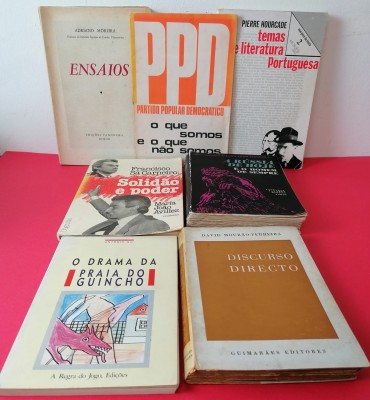 ADRIANO MOREIRA
ENSAIOS
PPD
PARTIDO POPULAR DEMOCRÁTICO
o que
somos
e o que
não somos
PIERRE HOURCADE
temas
de literatura
Portuguesa
Francisco
Sá Carneiro
Solidão e poder
Maria
João Avillez
A RÚSSIA
DE HOJE
E O HOMEM
DE SEMPRE
O DRAMA DA
PRAIA DO
GUINCHO
A Regra do Jogo, Edições
DAVID MOURÃO-FERREIRA
DISCURSO
DIRECTO
GUIMARÃES EDITORES